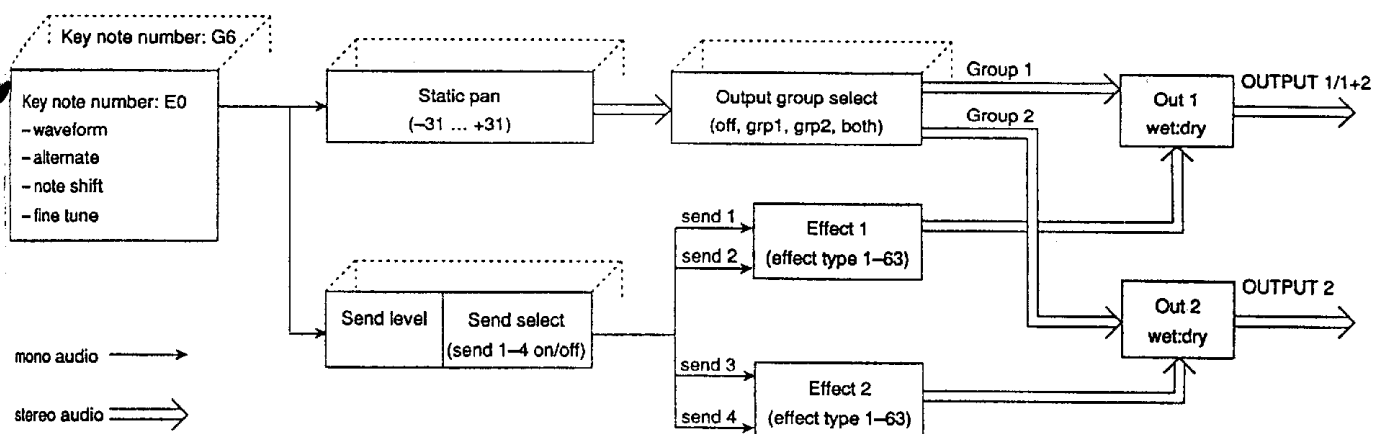 Key note number: G6
Key note number: E0
–waveform
–alternate
–note shift
–fine tune
Static pan
(–31 ... +31)
Output group select
(off, grp1, grp2, both)
Group 1
Group 2
Out 1
wet:dry
OUTPUT 1/1+2
send 1
send 2
Effect 1
(effect type 1–63)
Send level
Send select
(send 1–4 on/off)
Out 2
wet:dry
OUTPUT 2
send 3
send 4
Effect 2
(effect type 1–63)
mono audio
stereo audio